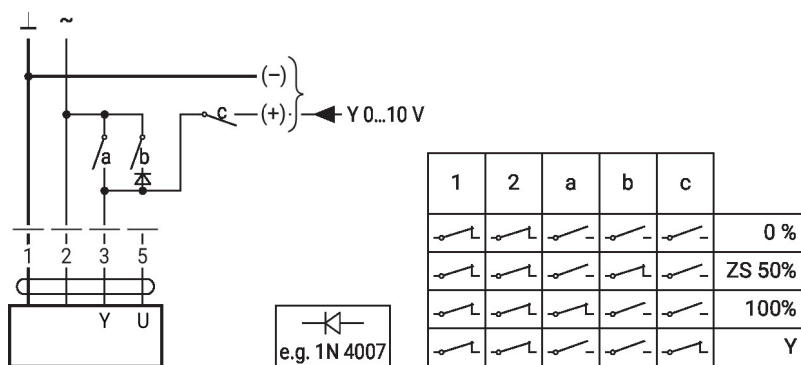 ⊥ ~
(−)
c (+) Y 0...10 V
a b
1 2 3 5
Y U
e.g. 1N 4007
1 2 a b c
0 %
ZS 50%
100%
Y